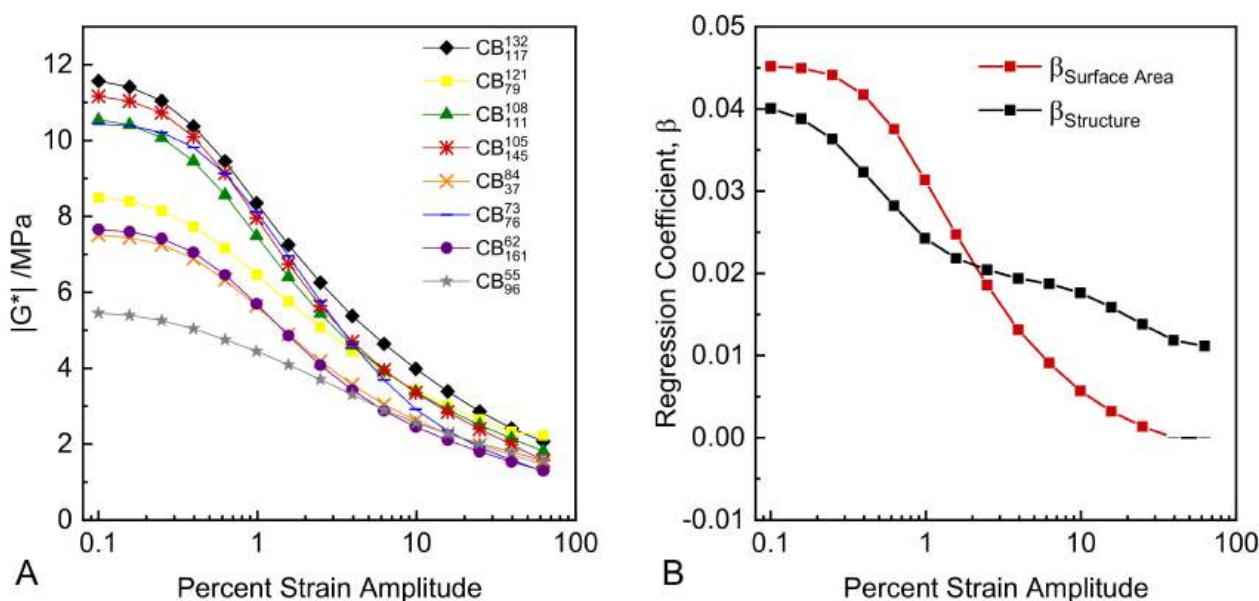 |G*| /MPa
12
10
8
6
4
2
0
0.1 1 10 100
Percent Strain Amplitude
A
CB 132 117
CB 121 79
CB 108 111
CB 105 145
CB 84 37
CB 73 76
CB 62 161
CB 55 96
Regression Coefficient, β
0.05
0.04
0.03
0.02
0.01
0.00
-0.01
0.1 1 10 100
Percent Strain Amplitude
B
β Surface Area
β Structure